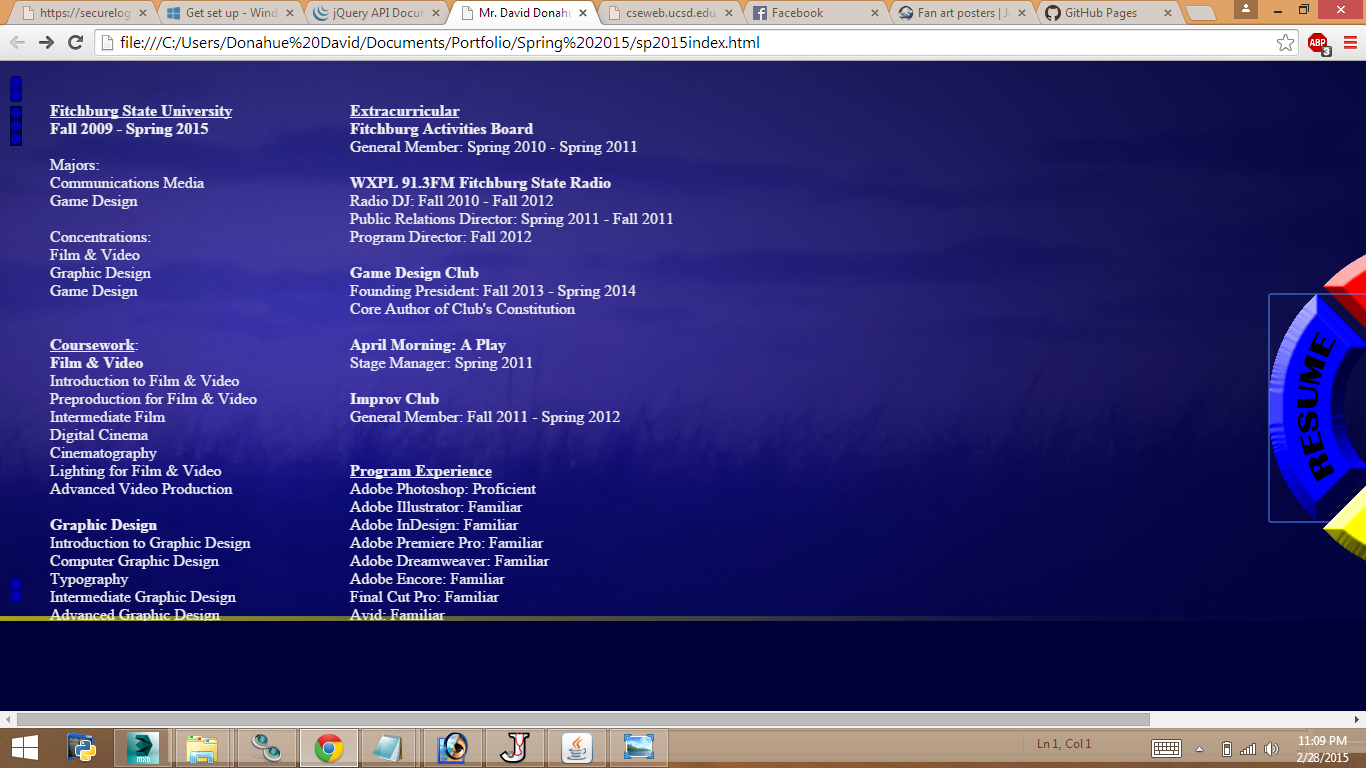 https://securelog
Get set up - Wind
jQuery API Docur
Mr. David Donahu
cseweb.ucsd.edu
Facebook
Fan art posters | Ju
GitHub Pages
file:///C:/Users/Donahue%20David/Documents/Portfolio/Spring%202015/sp2015index.html
ABP
3
Fitchburg State University
Fall 2009 - Spring 2015
Majors:
Communications Media
Game Design
Concentrations:
Film & Video
Graphic Design
Game Design
Coursework:
Film & Video
Introduction to Film & Video
Preproduction for Film & Video
Intermediate Film
Digital Cinema
Cinematography
Lighting for Film & Video
Advanced Video Production
Graphic Design
Introduction to Graphic Design
Computer Graphic Design
Typography
Intermediate Graphic Design
Advanced Graphic Design
Extracurricular
Fitchburg Activities Board
General Member: Spring 2010 - Spring 2011
WXPL 91.3FM Fitchburg State Radio
Radio DJ: Fall 2010 - Fall 2012
Public Relations Director: Spring 2011 - Fall 2011
Program Director: Fall 2012
Game Design Club
Founding President: Fall 2013 - Spring 2014
Core Author of Club's Constitution
April Morning: A Play
Stage Manager: Spring 2011
Improv Club
General Member: Fall 2011 - Spring 2012
Program Experience
Adobe Photoshop: Proficient
Adobe Illustrator: Familiar
Adobe InDesign: Familiar
Adobe Premiere Pro: Familiar
Adobe Dreamweaver: Familiar
Adobe Encore: Familiar
Final Cut Pro: Familiar
Avid: Familiar
RESUME
MXD
J
Ln 1, Col 1
11:09 PM
2/28/2015